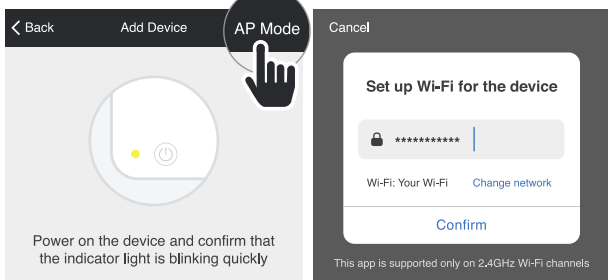 Back
Add Device
AP Mode
Power on the device and confirm that
the indicator light is blinking quickly
Cancel
Set up Wi-Fi for the device
***********
Wi-Fi: Your Wi-Fi
Change network
Confirm
This app is supported only on 2.4GHz Wi-Fi channels